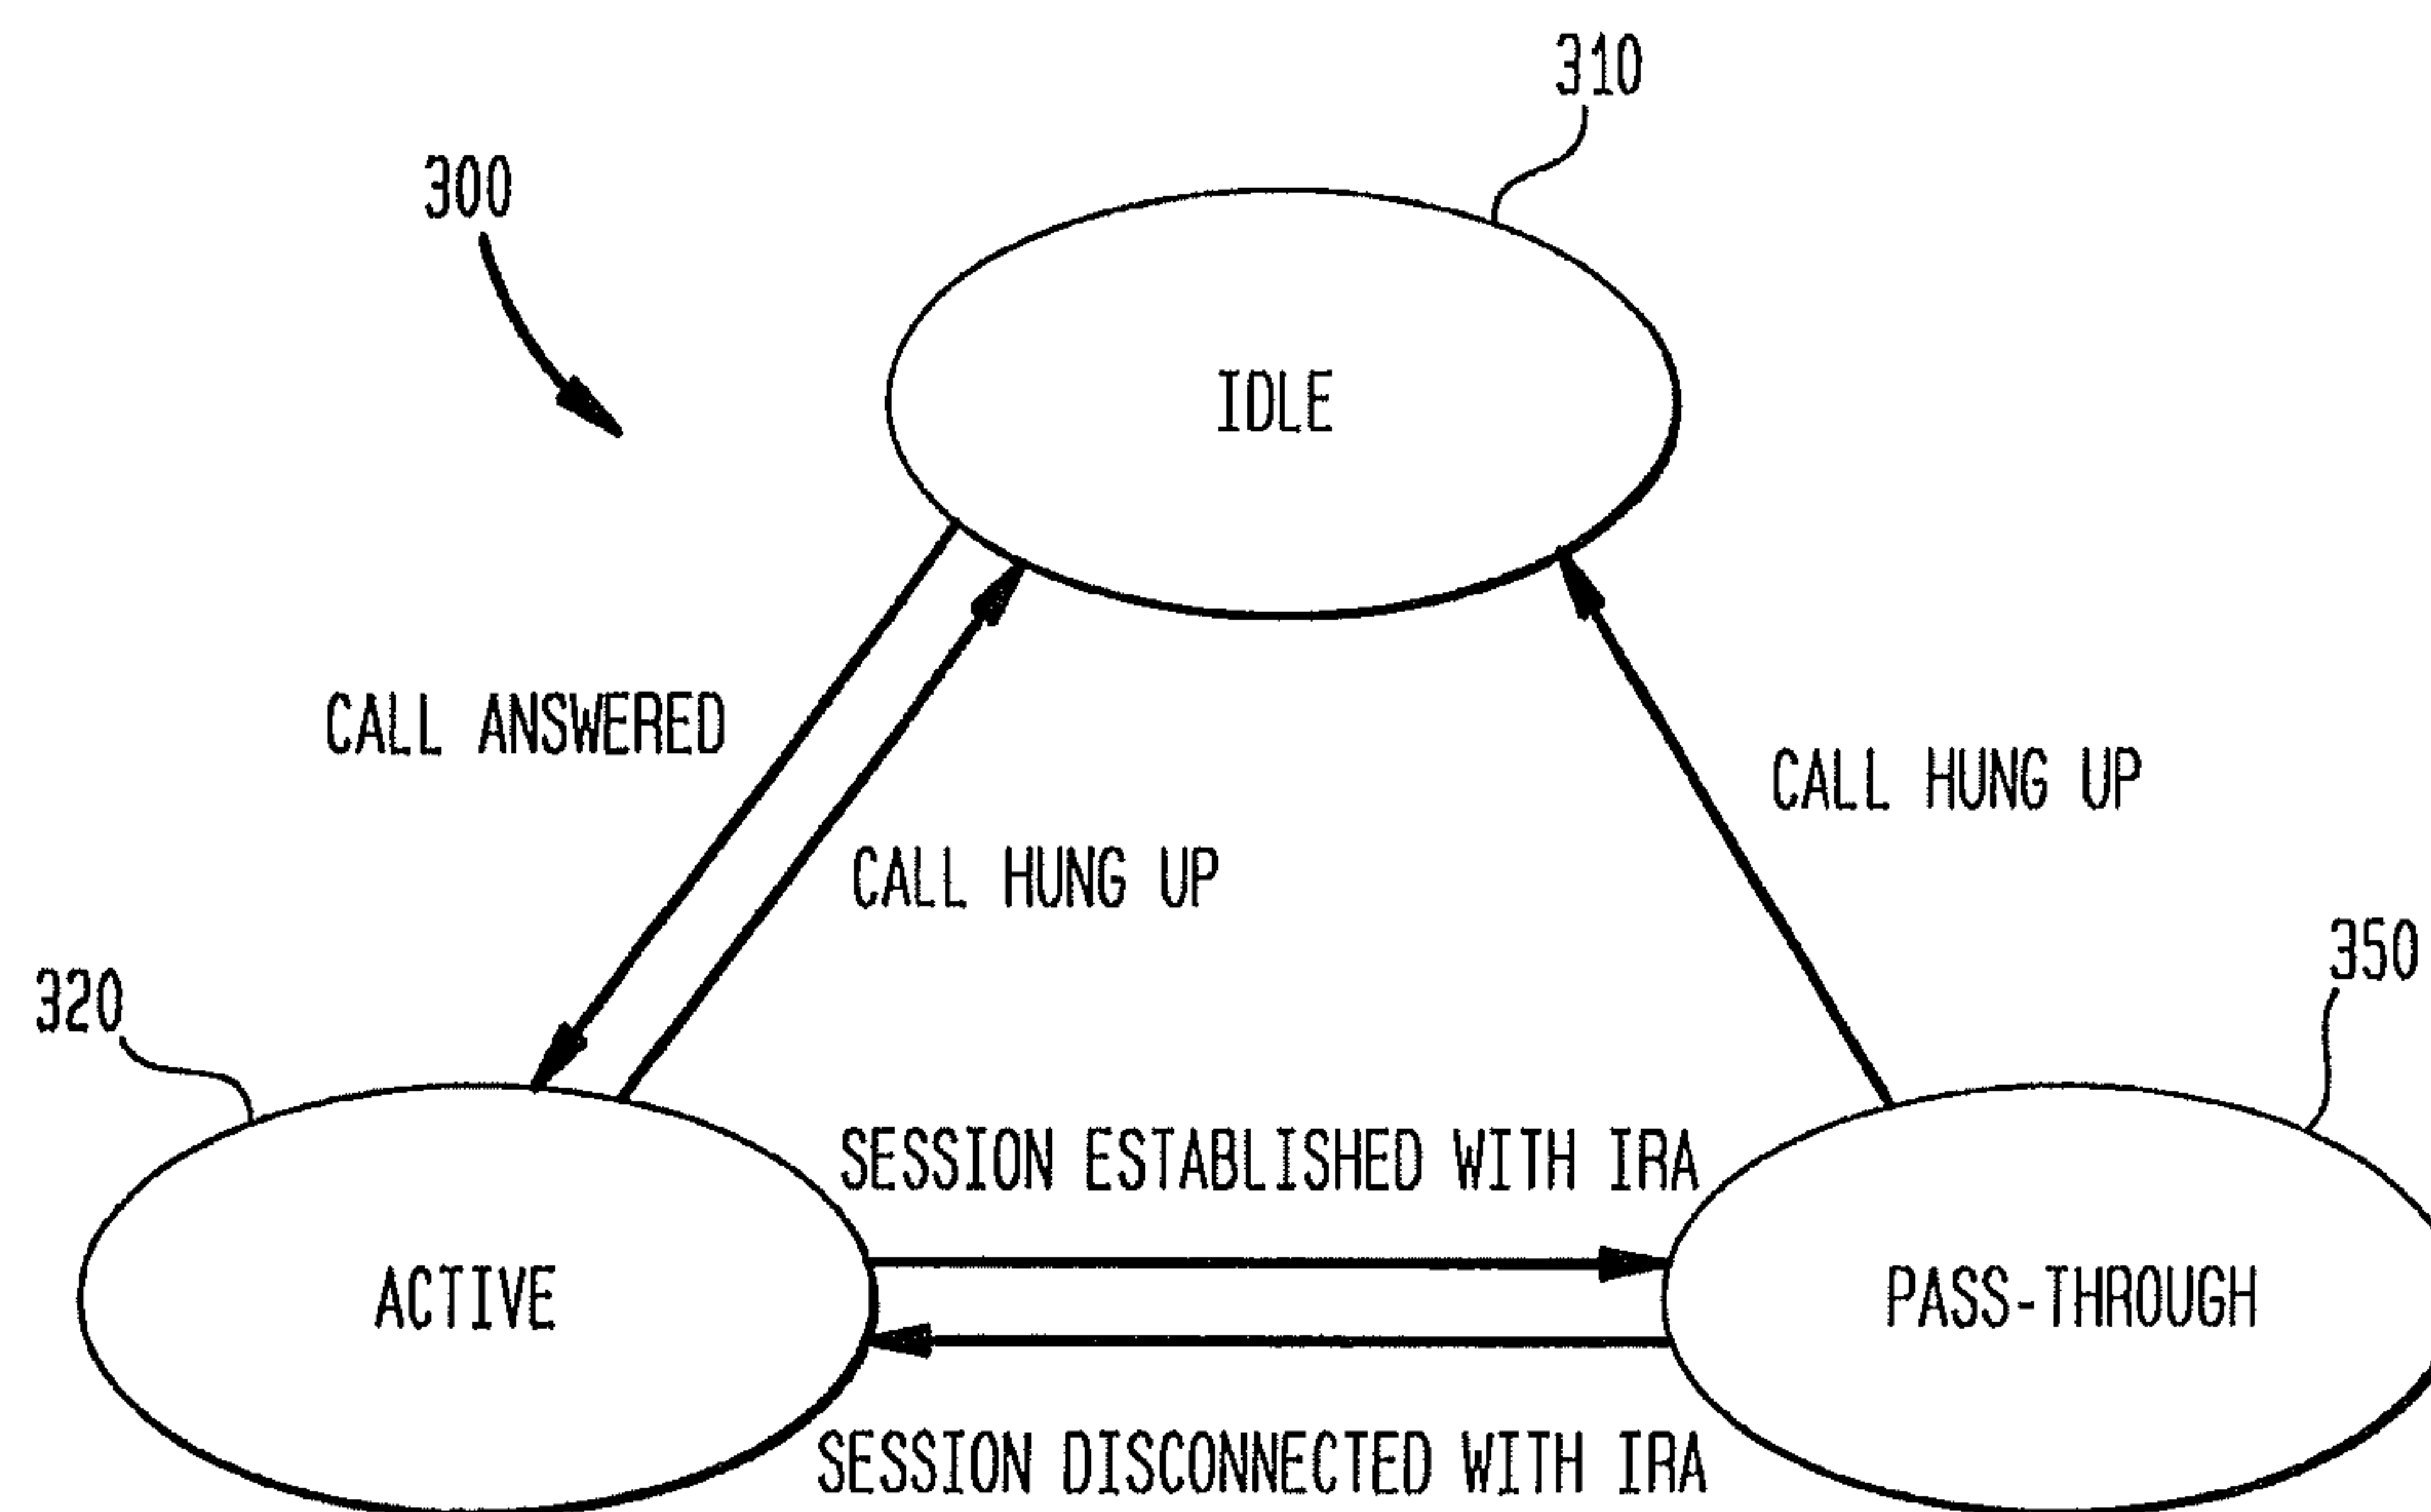 310
300
IDLE
CALL ANSWERED
CALL HUNG UP
CALL HUNG UP
350
320
SESSION ESTABLISHED WITH IRA
ACTIVE
PASS-THROUGH
SESSION DISCONNECTED WITH IRA